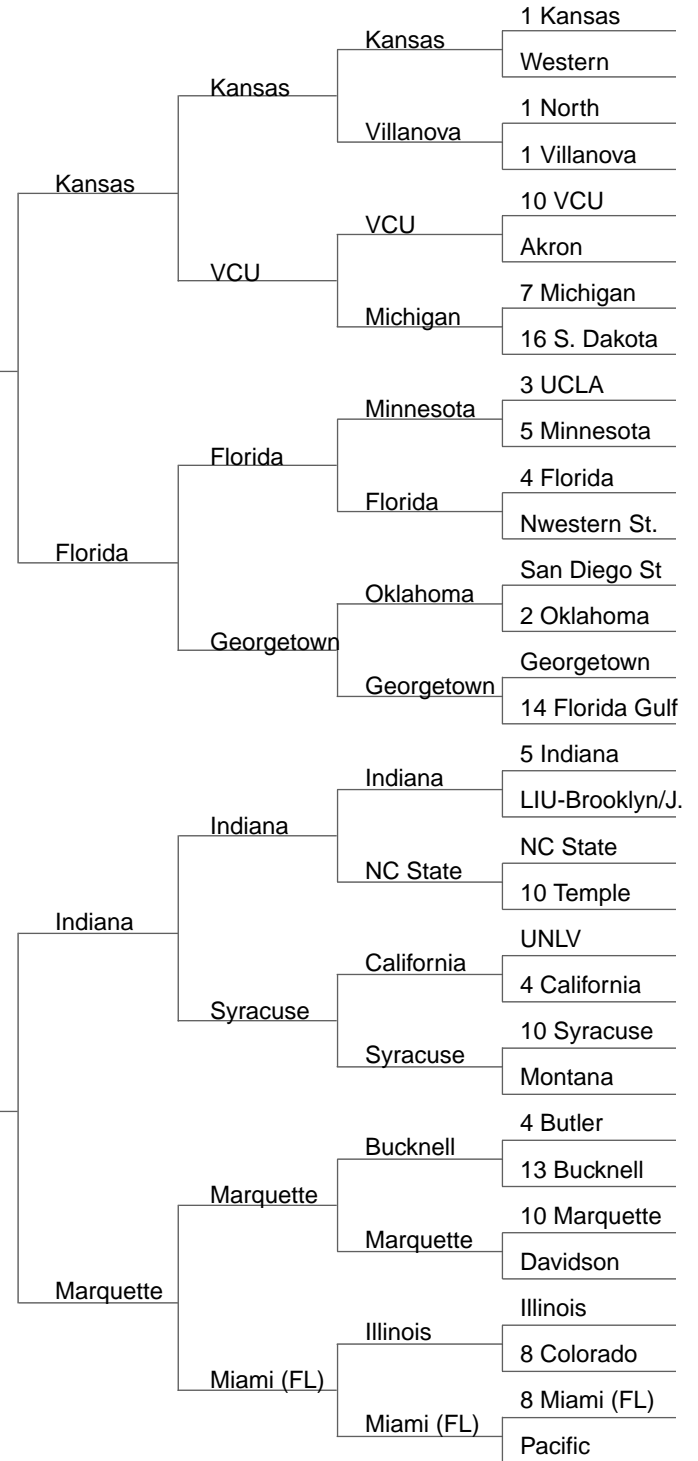 1 Kansas
Kansas
Western
Kansas
1 North
Villanova
1 Villanova
Kansas
10 VCU
VCU
Akron
VCU
7 Michigan
Michigan
16 S. Dakota
3 UCLA
Minnesota
5 Minnesota
Florida
4 Florida
Florida
Nwestern St.
Florida
San Diego St
Oklahoma
2 Oklahoma
Georgetown
Georgetown
Georgetown
14 Florida Gulf
5 Indiana
Indiana
LIU-Brooklyn/J.
Indiana
NC State
NC State
10 Temple
Indiana
UNLV
California
4 California
Syracuse
10 Syracuse
Syracuse
Montana
4 Butler
Bucknell
13 Bucknell
Marquette
10 Marquette
Marquette
Davidson
Marquette
Illinois
Illinois
8 Colorado
Miami (FL)
8 Miami (FL)
Miami (FL)
Pacific